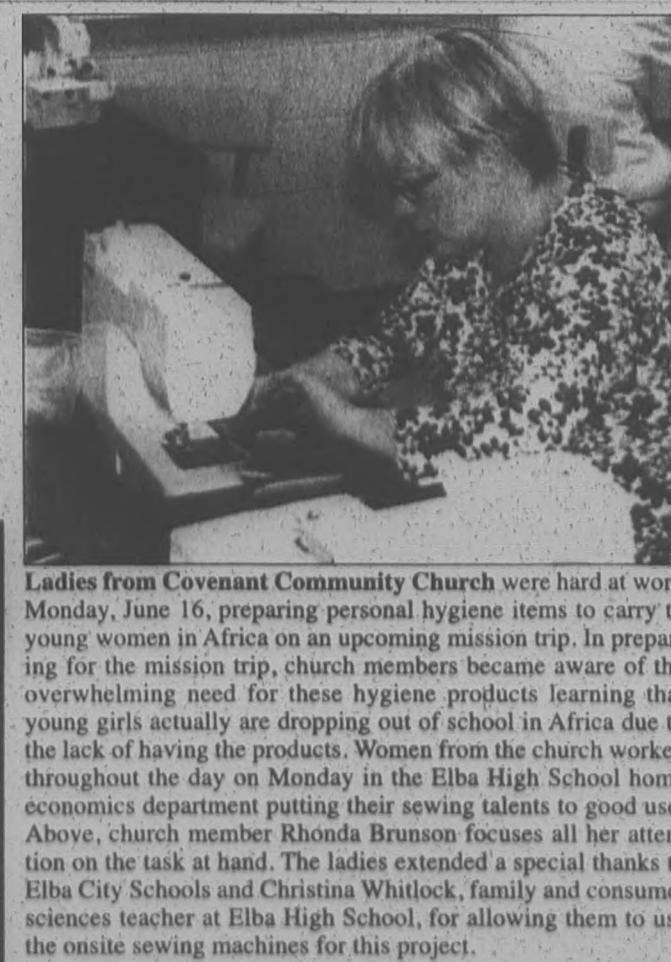 Ladies from Covenant Community Church were hard at wor
Monday, June 16, preparing personal hygiene items to carry t
young women in Africa on an upcoming mission trip. In prepar
ing for the mission trip, church members became aware of th
overwhelming need for these hygiene products learning tha
young girls actually are dropping out of school in Africa due t
the lack of having the products. Women from the church worke
throughout the day on Monday in the Elba High School hom
economics department putting their sewing talents to good use
Above, church member Rhonda Brunson focuses all her atten
tion on the task at hand. The ladies extended a special thanks t
Elba City Schools and Christina Whitlock, family and consume
sciences teacher at Elba High School, for allowing them to us
the onsite sewing machines for this project.